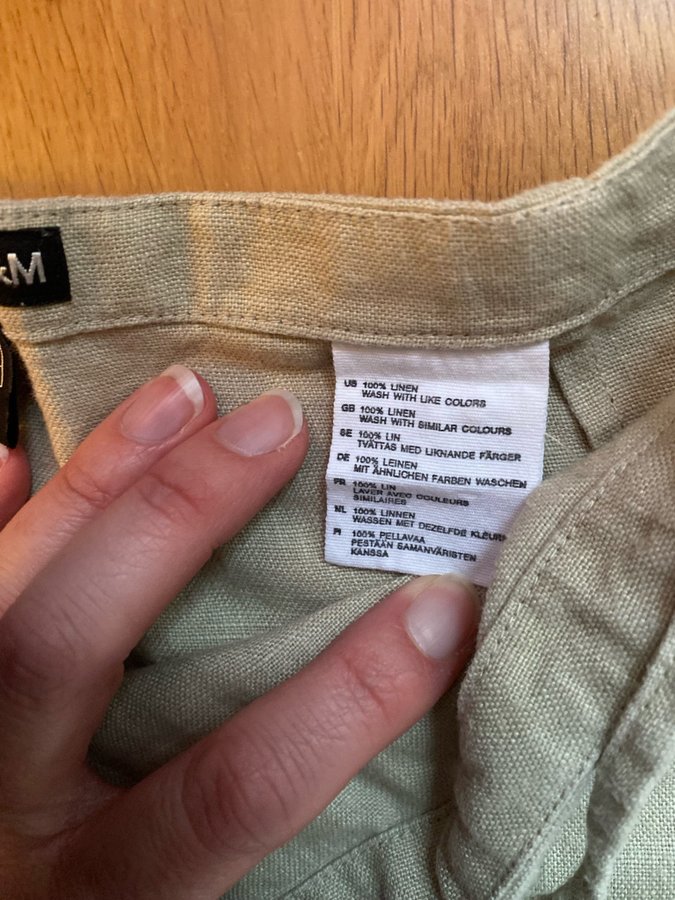 &M
US 100% LINEN
WASH WITH LIKE COLORS
GB 100% LINEN
WASH WITH SIMILAR COLOURS
SE 100% LIN
TVÄTTAS MED LIKNANDE FÄRGER
DE 100% LEINEN
MIT ÄHNLICHEN FARBEN WASCHEN
FR 100% LIN
LAVER AVEC COULEURS
SIMILAIRES
NL 100% LINNEN
WASSEN MET DEZELFDE KLEUR
FI 100% PELLAVAA
PESTÄÄN SAMANVÄRISTEN
KANSSA